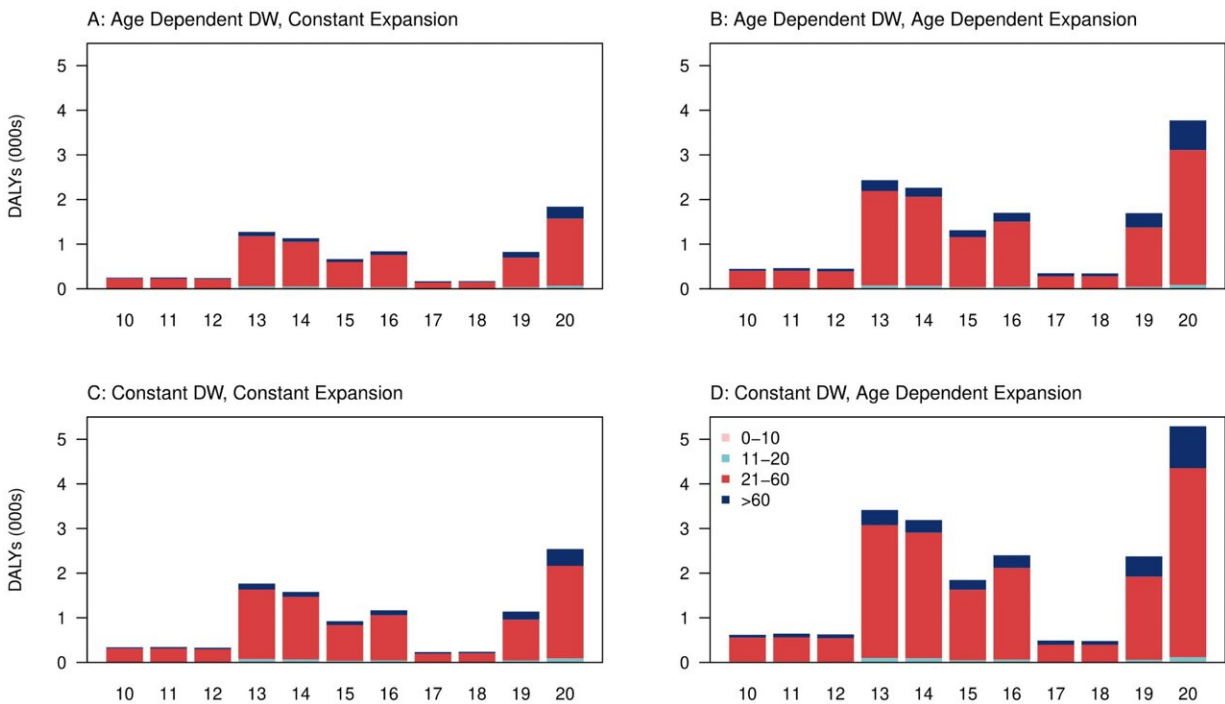 A: Age Dependent DW, Constant Expansion
DALYs (000s)
5
4
3
2
1
0
10 11 12 13 14 15 16 17 18 19 20
B: Age Dependent DW, Age Dependent Expansion
5
4
3
2
1
0
10 11 12 13 14 15 16 17 18 19 20
C: Constant DW, Constant Expansion
DALYs (000s)
5
4
3
2
1
0
10 11 12 13 14 15 16 17 18 19 20
D: Constant DW, Age Dependent Expansion
5
4
3
2
1
0
0−10
11−20
21−60
>60
10 11 12 13 14 15 16 17 18 19 20